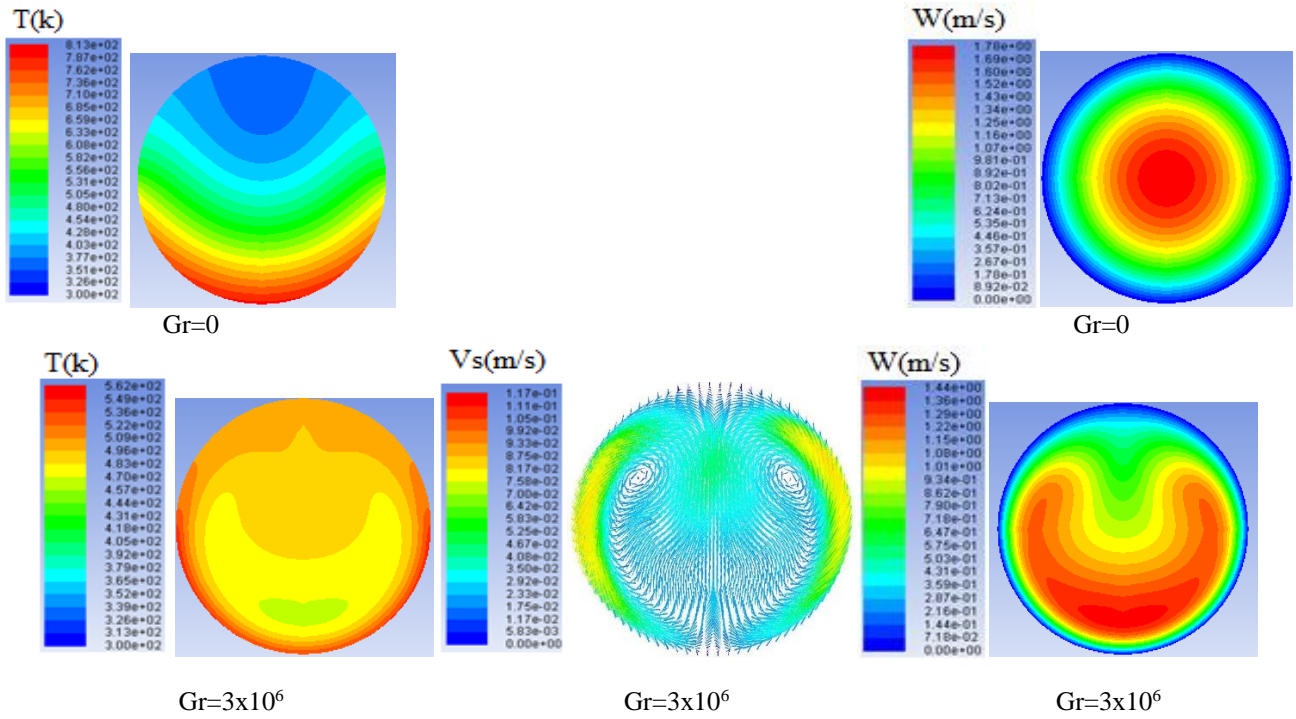 T(k)
8.13e+02
7.87e+02
7.62e+02
7.36e+02
7.10e+02
6.85e+02
6.59e+02
6.33e+02
6.08e+02
5.82e+02
5.56e+02
5.31e+02
5.05e+02
4.80e+02
4.54e+02
4.28e+02
4.03e+02
3.77e+02
3.51e+02
3.26e+02
3.00e+02
Gr=0
W(m/s)
1.78e+00
1.69e+00
1.60e+00
1.52e+00
1.43e+00
1.34e+00
1.25e+00
1.16e+00
1.07e+00
9.81e-01
8.92e-01
8.02e-01
7.13e-01
6.24e-01
5.35e-01
4.46e-01
3.57e-01
2.67e-01
1.78e-01
8.92e-02
0.00e+00
Gr=0
T(k)
5.62e+02
5.49e+02
5.36e+02
5.22e+02
5.09e+02
4.96e+02
4.83e+02
4.70e+02
4.57e+02
4.44e+02
4.31e+02
4.18e+02
4.05e+02
3.92e+02
3.79e+02
3.65e+02
3.52e+02
3.39e+02
3.26e+02
3.13e+02
3.00e+02
Gr=3x10⁶
Vs(m/s)
1.17e-01
1.11e-01
1.05e-01
9.92e-02
9.33e-02
8.75e-02
8.17e-02
7.58e-02
7.00e-02
6.42e-02
5.83e-02
5.25e-02
4.67e-02
4.08e-02
3.50e-02
2.92e-02
2.33e-02
1.75e-02
1.17e-02
5.83e-03
0.00e+00
Gr=3x10⁶
W(m/s)
1.44e+00
1.36e+00
1.29e+00
1.22e+00
1.15e+00
1.08e+00
1.01e+00
9.34e-01
8.62e-01
7.90e-01
7.18e-01
6.47e-01
5.75e-01
5.03e-01
4.31e-01
3.59e-01
2.87e-01
2.16e-01
1.44e-01
7.18e-02
0.00e+00
Gr=3x10⁶